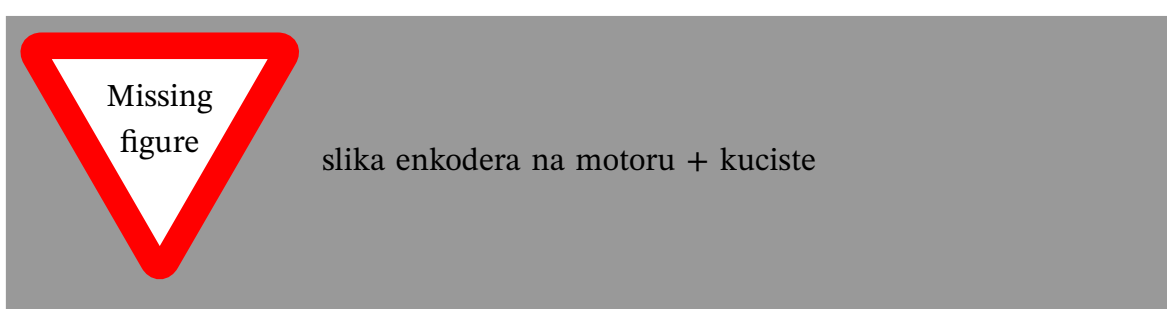 Missing
figure
slika enkodera na motoru + kuciste